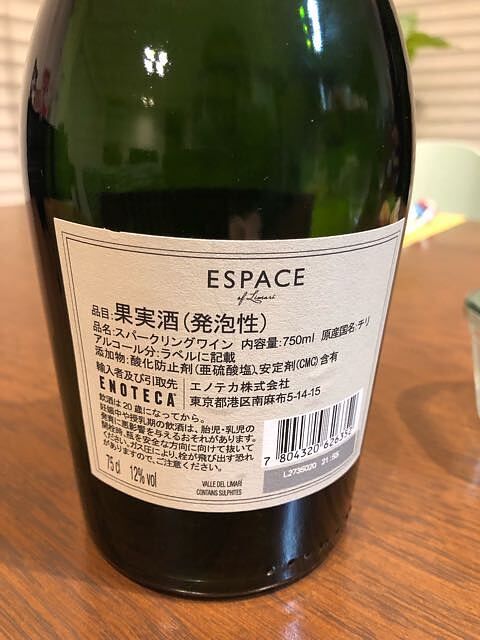 ESPACE
of Limarí
品目:果実酒(発泡性)
品名:スパークリングワイン 内容量:750ml 原産国名:チリ
アルコール分:ラベルに記載
添加物:酸化防止剤(亜硫酸塩)、安定剤(CMC)含有
輸入者及び引取先
ENOTECA エノテカ株式会社
東京都港区南麻布5-14-15
飲酒は20歳になってから。
妊娠中や授乳期の飲酒は、胎児・乳児の
発育に悪影響を与えるおそれがあります。
開栓時、瓶を安全な方向に向けて抜いて
ください。ガス圧により、栓が飛び出す恐れ
がありますので、ご注意ください。
75 cl 12% vol
VALLE DEL LIMARÍ
CONTAINS SULPHITES
7 804320 626359
L2735020 21:55